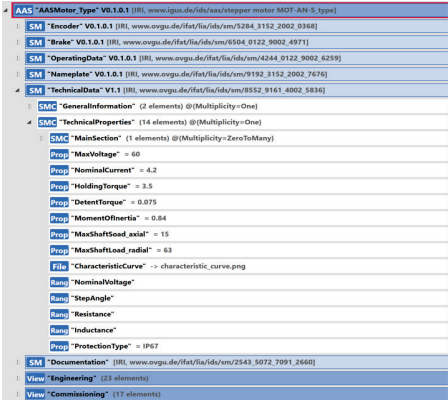 AAS "AASMotor_Type" V0.1.0.1 [IRI, www.igus.de/ids/aas/stepper motor MOT-AN-S_type]
SM "Encoder" V0.1.0.1 [IRI, www.ovgu.de/ifat/lia/ids/sm/5284_3152_2002_0368]
SM "Brake" V0.1.0.1 [IRI, www.ovgu.de/ifat/lia/ids/sm/6504_0122_9002_4971]
SM "OperatingData" V0.1.0.1 [IRI, www.ovgu.de/ifat/lia/ids/sm/4244_0122_9002_6259]
SM "Nameplate" V0.1.0.1 [IRI, www.ovgu.de/ifat/lia/ids/sm/9192_3152_2002_7676]
SM "TechnicalData" V1.1 [IRI, www.ovgu.de/ifat/lia/ids/sm/8552_9161_4002_5836]
SMC "GeneralInformation" (2 elements) @{Multiplicity=One}
SMC "TechnicalProperties" (14 elements) @{Multiplicity=One}
SMC "MainSection" (1 elements) @{Multiplicity=ZeroToMany}
Prop "MaxVoltage" = 60
Prop "NominalCurrent" = 4.2
Prop "HoldingTorque" = 3.5
Prop "DetentTorque" = 0.075
Prop "MomentOfInertia" = 0.84
Prop "MaxShaftSoad_axial" = 15
Prop "MaxShaftLoad_radial" = 63
File "CharacteristicCurve" -> characteristic_curve.png
Rang "NominalVoltage"
Rang "StepAngle"
Rang "Resistance"
Rang "Inductance"
Prop "ProtectionType" = IP67
SM "Documentation" [IRI, www.ovgu.de/ifat/lia/ids/sm/2543_5072_7091_2660]
View "Engineering" (23 elements)
View "Commissioning" (17 elements)